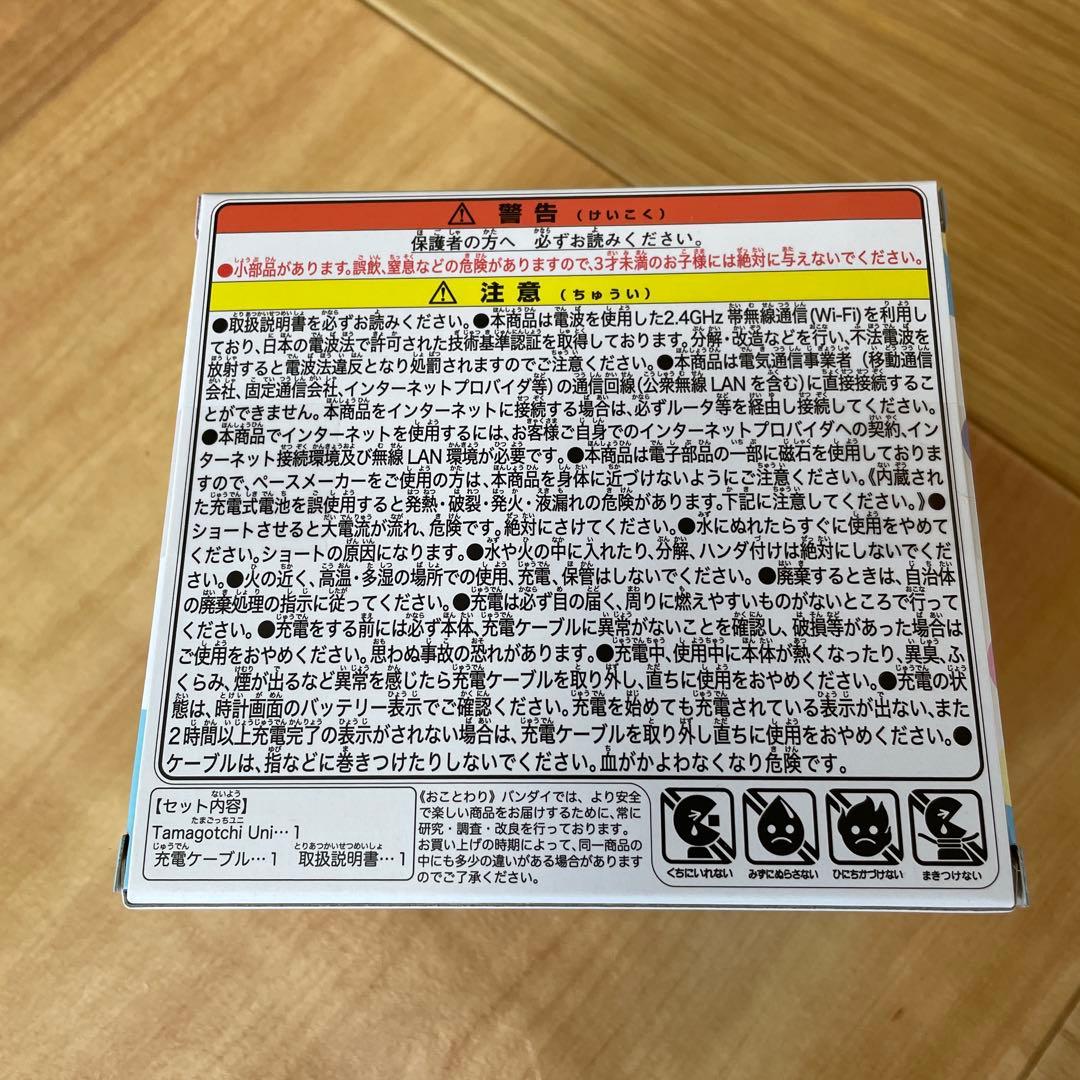 ⚠ 警告 (けいこく)
保護者の方へ 必ずお読みください。
●小部品があります。誤飲、窒息などの危険がありますので、3才未満のお子様には絶対に与えないでください。
⚠ 注意 (ちゅうい)
●取扱説明書を必ずお読みください。●本商品は電波を使用した2.4GHz 帯無線通信(Wi-Fi)を利用し
ており、日本の電波法で許可された技術基準認証を取得しております。分解・改造などを行い、不法電波を
放射すると電波法違反となり処罰されますのでご注意ください。●本商品は電気通信事業者(移動通信
会社、固定通信会社、インターネットプロバイダ等)の通信回線(公衆無線LANを含む)に直接接続するこ
とができません。本商品をインターネットに接続する場合は、必ずルータ等を経由し接続してください。
●本商品でインターネットを使用するには、お客様ご自身でのインターネットプロバイダへの契約、イン
ターネット接続環境及び無線LAN環境が必要です。●本商品は電子部品の一部に磁石を使用しておりま
すので、ペースメーカーをご使用の方は、本商品を身体に近づけないようにご注意ください。《内蔵され
た充電式電池を誤使用すると発熱・破裂・発火・液漏れの危険があります。下記に注意してください。》●
ショートさせると大電流が流れ、危険です。絶対にさけてください。●水にぬれたらすぐに使用をやめて
ください。ショートの原因になります。●水や火の中に入れたり、分解、ハンダ付けは絶対にしないでくださ
い。●火の近く、高温・多湿の場所での使用、充電、保管はしないでください。●廃棄するときは、自治体
の廃棄処理の指示に従ってください。●充電は必ず目の届く、周りに燃えやすいものがないところで行って
ください。●充電をする前には必ず本体、充電ケーブルに異常がないことを確認し、破損等があった場合は
ご使用をおやめください。思わぬ事故の恐れがあります。●充電中、使用中に本体が熱くなったり、異臭、ふ
くらみ、煙が出るなど異常を感じたら充電ケーブルを取り外し、直ちに使用をおやめください。●充電の状
態は、時計画面のバッテリー表示でご確認ください。充電を始めても充電されている表示が出ない、また
2時間以上充電完了の表示がされない場合は、充電ケーブルを取り外し直ちに使用をおやめください。●
ケーブルは、指などに巻きつけたりしないでください。血がかよわなくなり危険です。
【セット内容】
Tamagotchi Uni…1
充電ケーブル…1 取扱説明書…1
《おことわり》バンダイでは、より安全
で楽しい商品をお届けするために、常に
研究・調査・改良を行っております。
お買い上げの時期によって、同一商品の
中にも多少の違いがある場合があります
のでご了承ください。
くちにいれない みずにぬらさない ひにちかづけない まきつけない